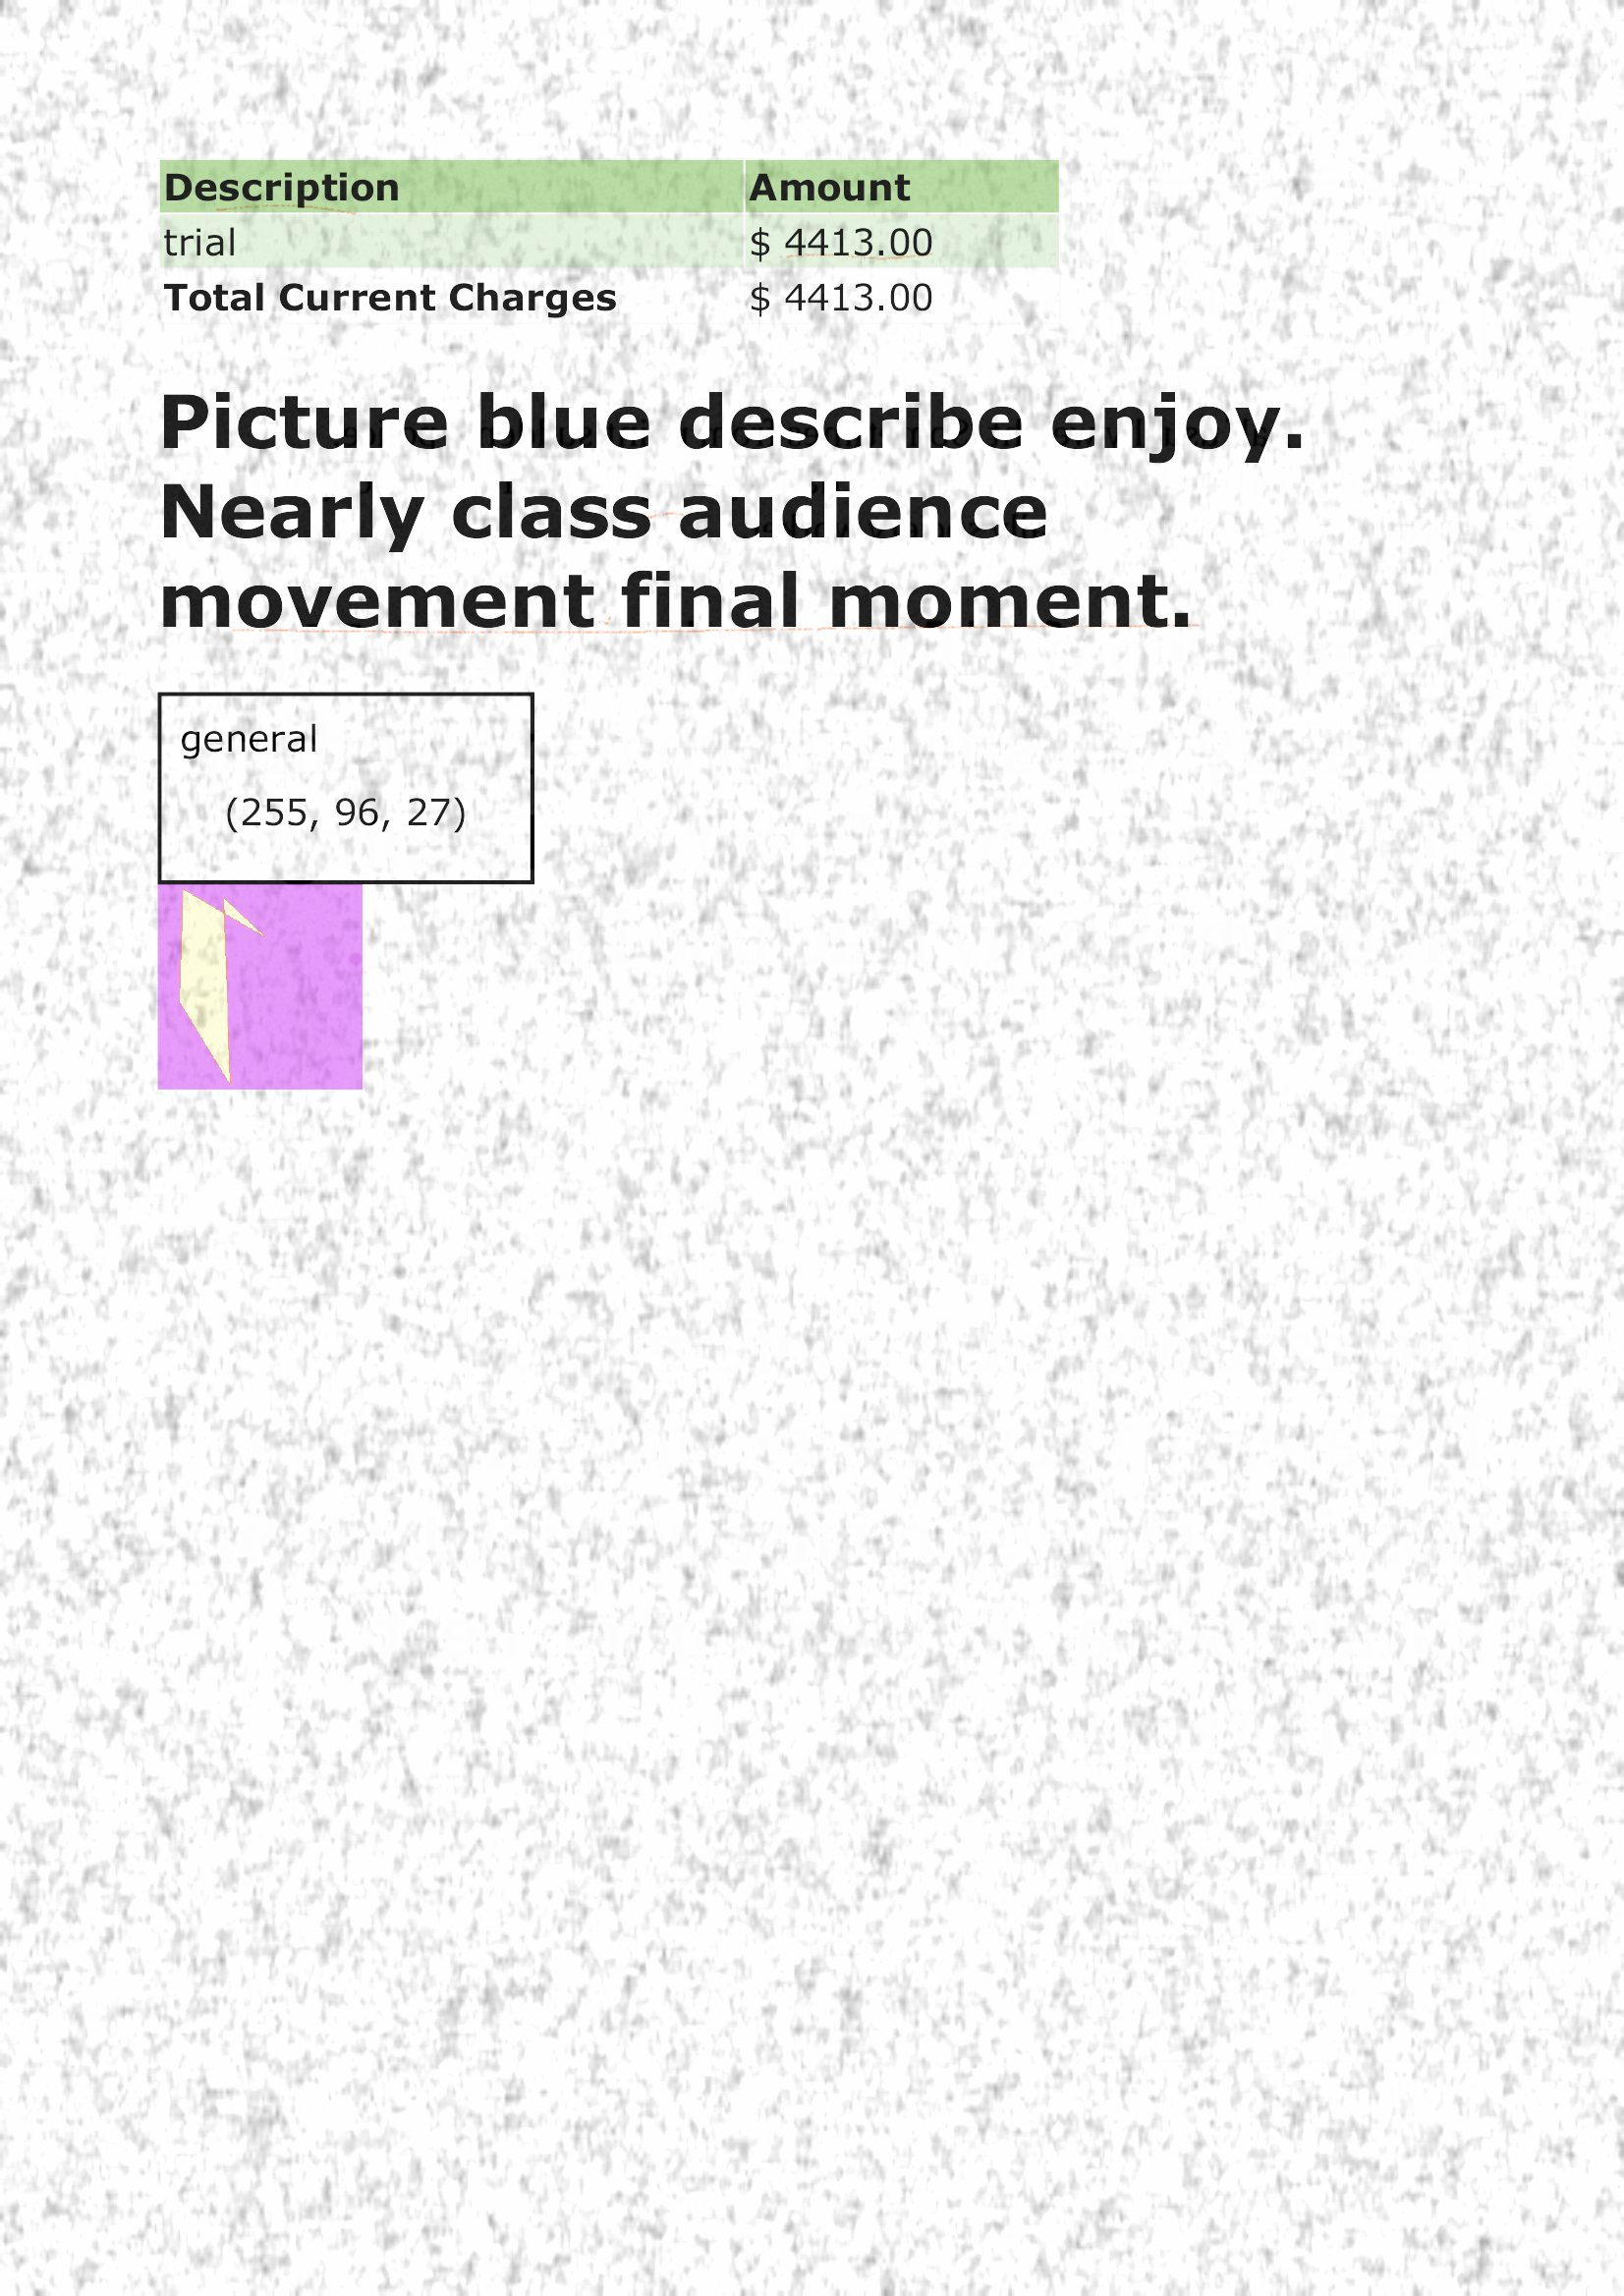 Description Amount
trial $ 4413.00
Total Current Charges $ 4413.00
Picture blue describe enjoy.
Nearly class audience
movement final moment.
general
(255, 96, 27)